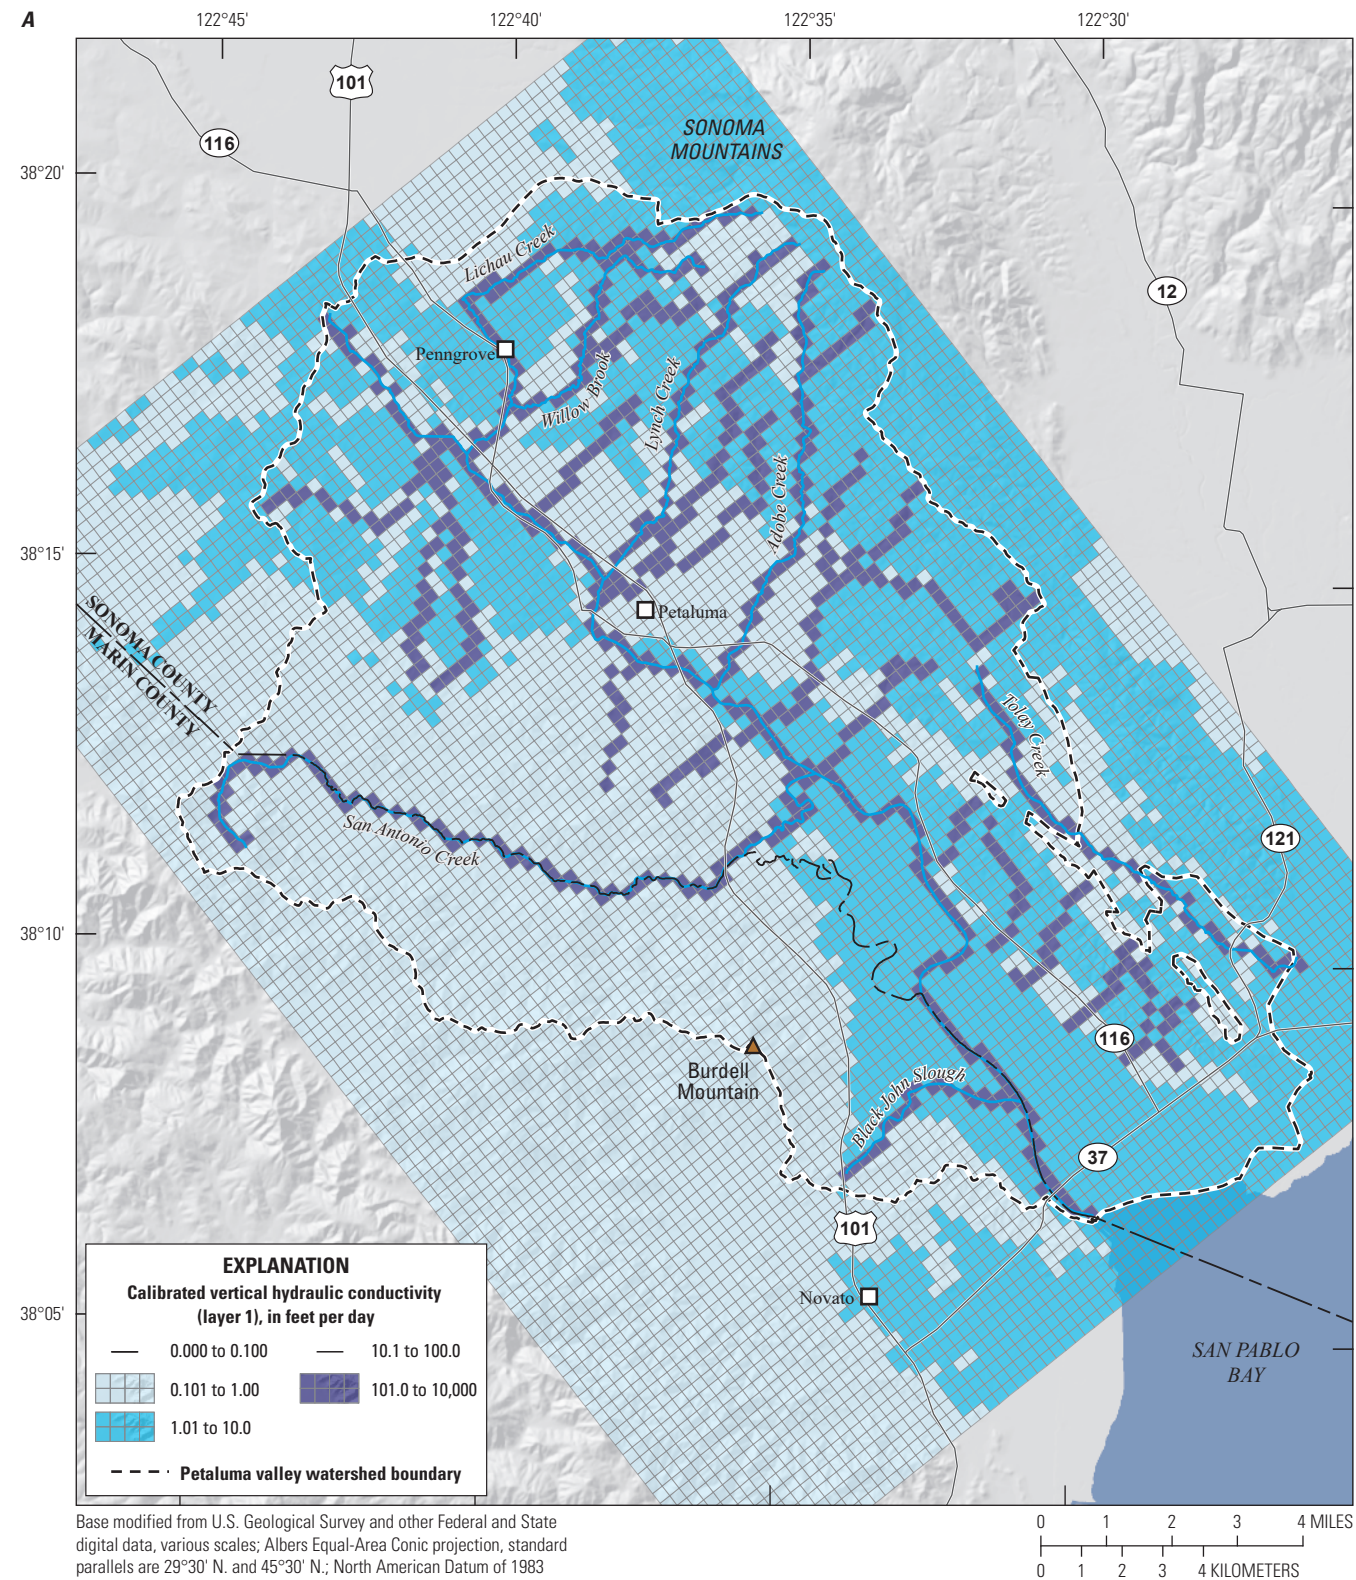 A
122°45'
122°40'
122°35'
122°30'
101
116
SONOMA
MOUNTAINS
38°20'
12
Lichau Creek
Penngrove
Willow Brook
Lynch Creek
Adobe Creek
38°15'
Petaluma
SONOMA COUNTY
MARIN COUNTY
Tolay Creek
San Antonio Creek
121
38°10'
116
Burdell
Mountain
Black John Slough
37
101
Novato
38°05'
SAN PABLO
BAY
EXPLANATION
Calibrated vertical hydraulic conductivity
(layer 1), in feet per day
0.000 to 0.100
10.1 to 100.0
0.101 to 1.00
101.0 to 10,000
1.01 to 10.0
Petaluma valley watershed boundary
Base modified from U.S. Geological Survey and other Federal and State
digital data, various scales; Albers Equal-Area Conic projection, standard
parallels are 29°30' N. and 45°30' N.; North American Datum of 1983
0 1 2 3 4 MILES
0 1 2 3 4 KILOMETERS